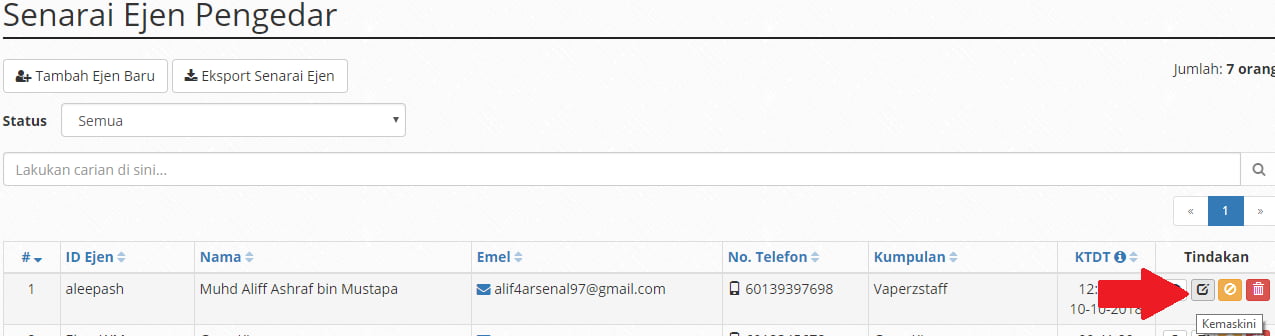 Senarai Ejen Pengedar
Tambah Ejen Baru Eksport Senarai Ejen Jumlah: 7 orang
Status Semua
Lakukan carian di sini...
« 1 »
# ID Ejen Nama Emel No. Telefon Kumpulan KTDT Tindakan
1 aleepash Muhd Aliff Ashraf bin Mustapa alif4arsenal97@gmail.com 60139397698 Vaperzstaff 12:
10-10-2018
Kemaskini